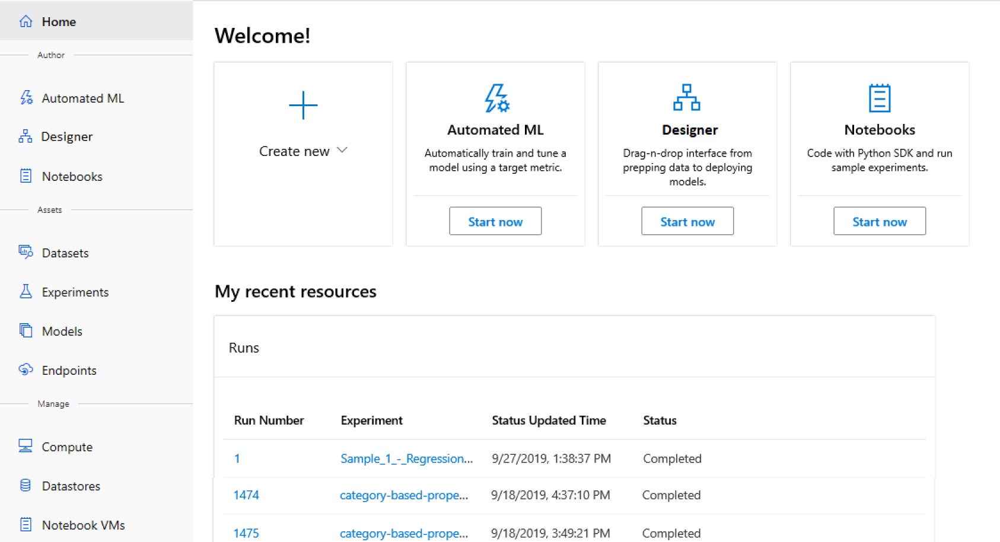 Home
Author
Automated ML
Designer
Notebooks
Assets
Datasets
Experiments
Models
Endpoints
Manage
Compute
Datastores
Notebook VMs
Welcome!
Create new
Automated ML
Automatically train and tune a
model using a target metric.
Start now
Designer
Drag-n-drop interface from
prepping data to deploying
models.
Start now
Notebooks
Code with Python SDK and run
sample experiments.
Start now
My recent resources
Runs
Run Number Experiment Status Updated Time Status
1 Sample_1_-_Regression... 9/27/2019, 1:38:37 PM Completed
1474 category-based-prope... 9/18/2019, 4:37:10 PM Completed
1475 category-based-prope... 9/18/2019, 3:49:21 PM Completed